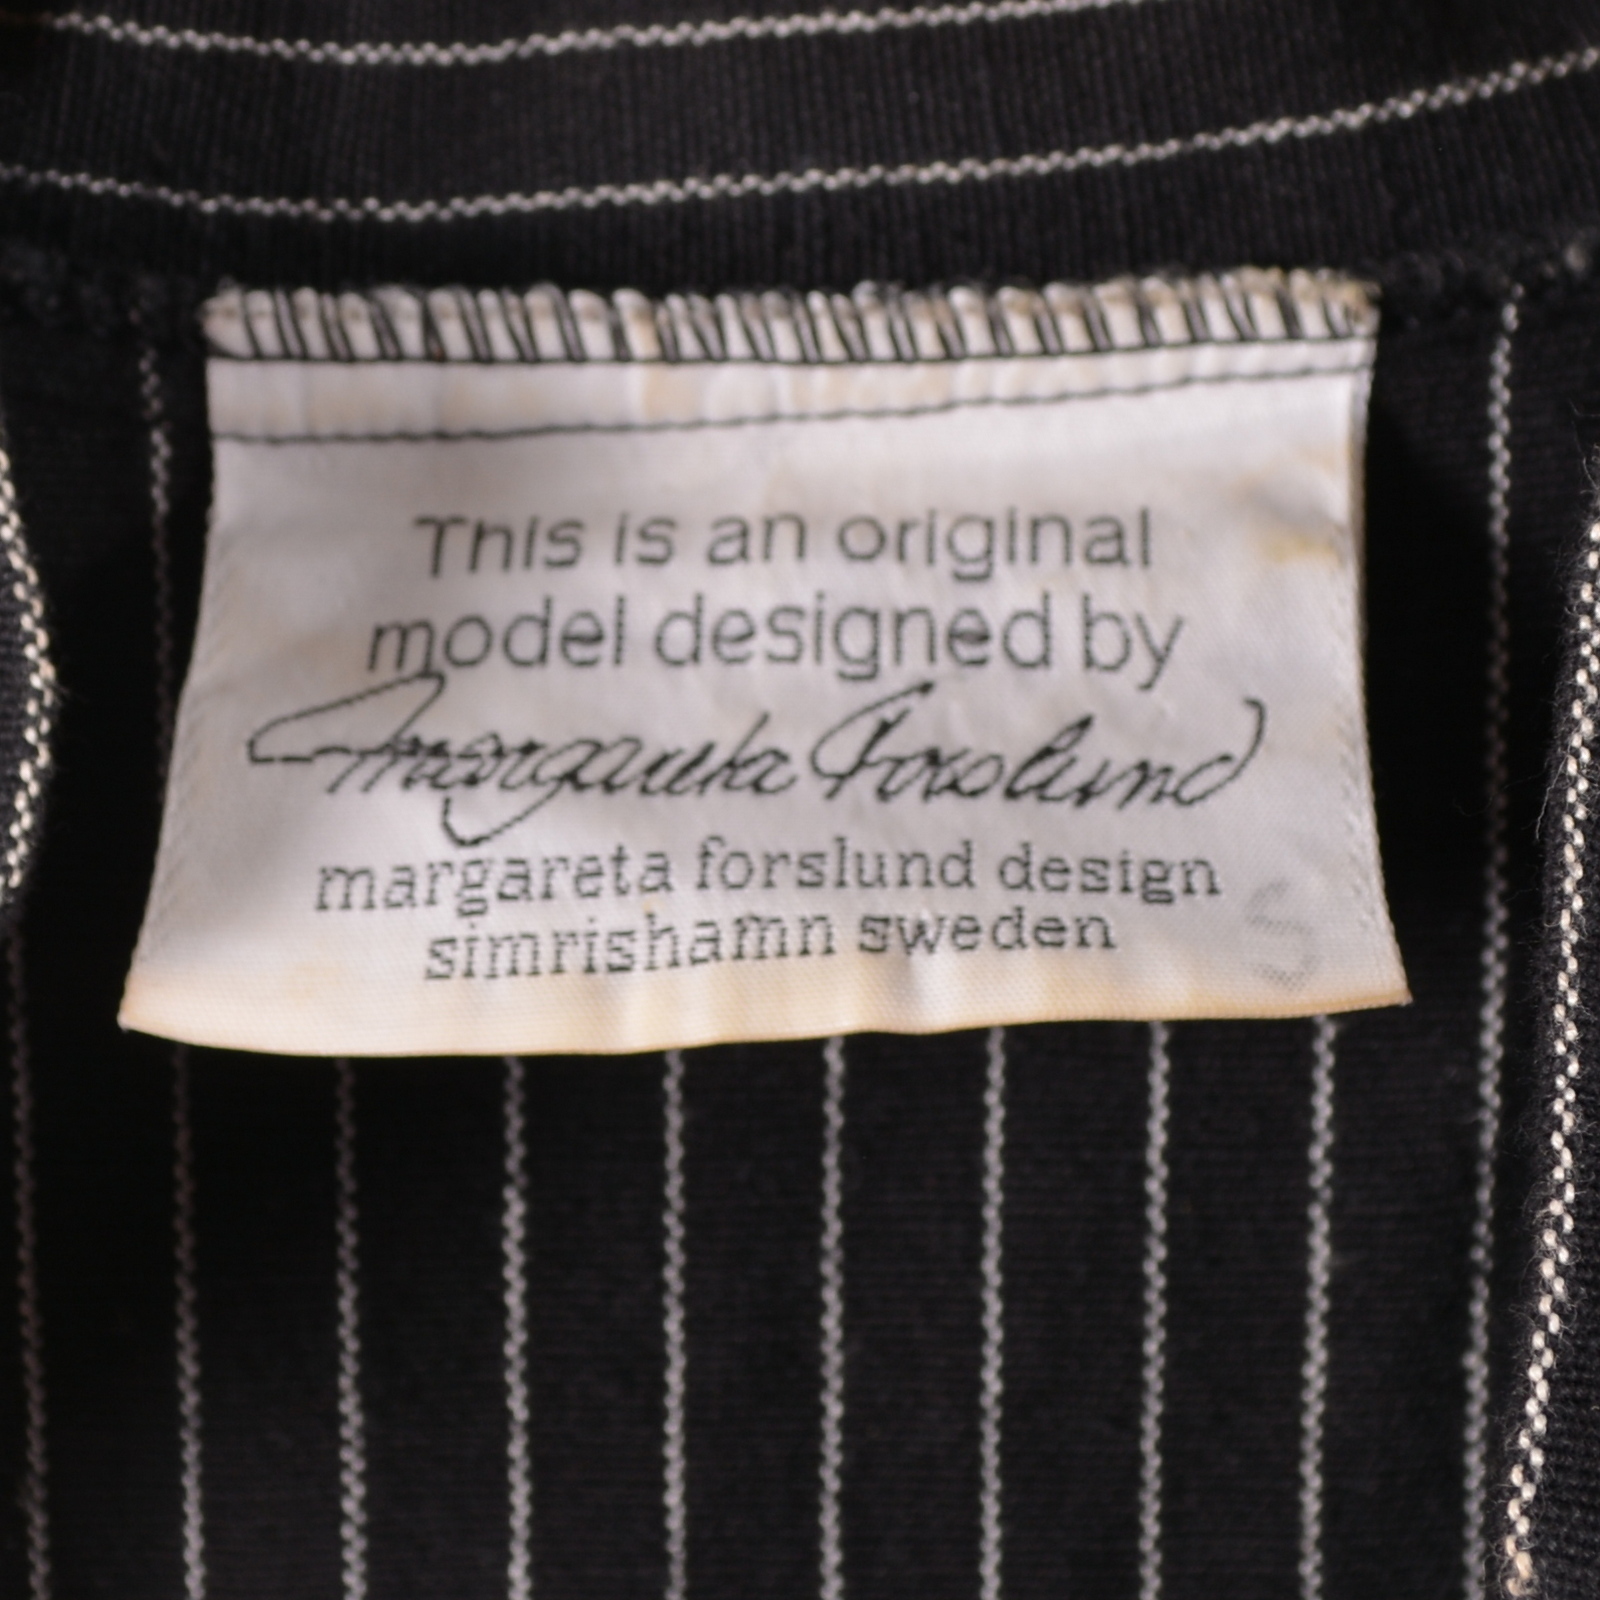 This is an original
model designed by
Margareta Forslund
margareta forslund design
simrishamn sweden
S